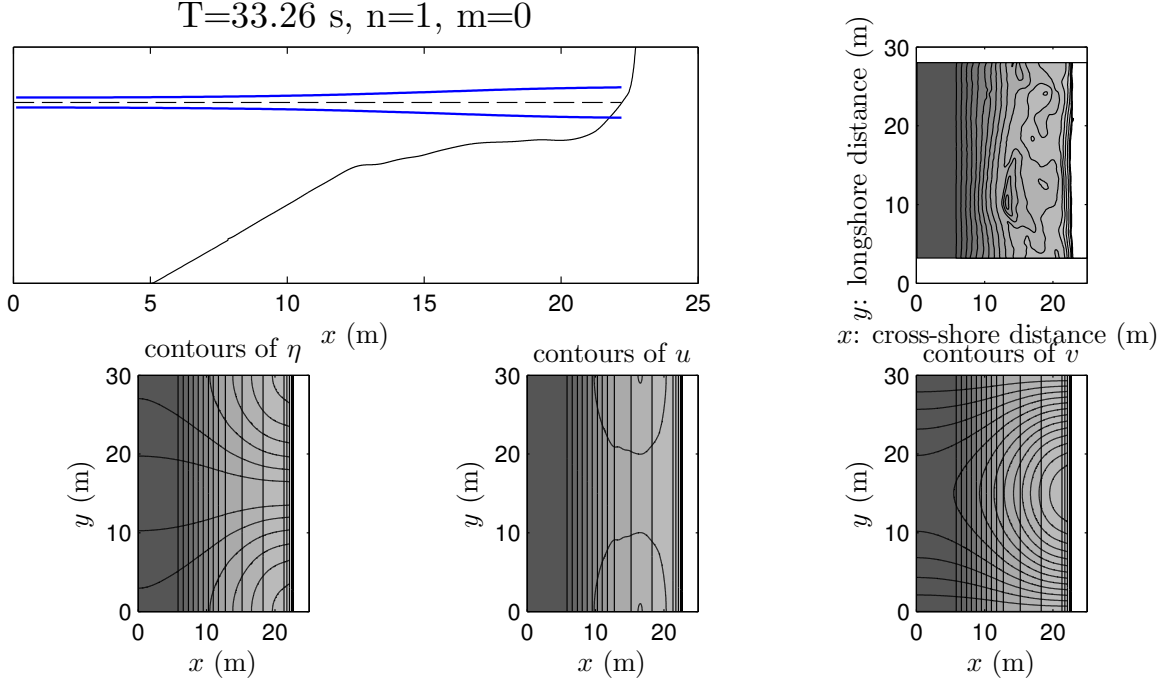 T=33.26 s, n=1, m=0
0 5 10 15 20 25
x (m)
30
20
10
0
0 10 20
y: longshore distance (m)
x: cross-shore distance (m)
contours of η
30
20
10
0
0 10 20
y (m)
x (m)
contours of u
30
20
10
0
0 10 20
y (m)
x (m)
contours of v
30
20
10
0
0 10 20
y (m)
x (m)